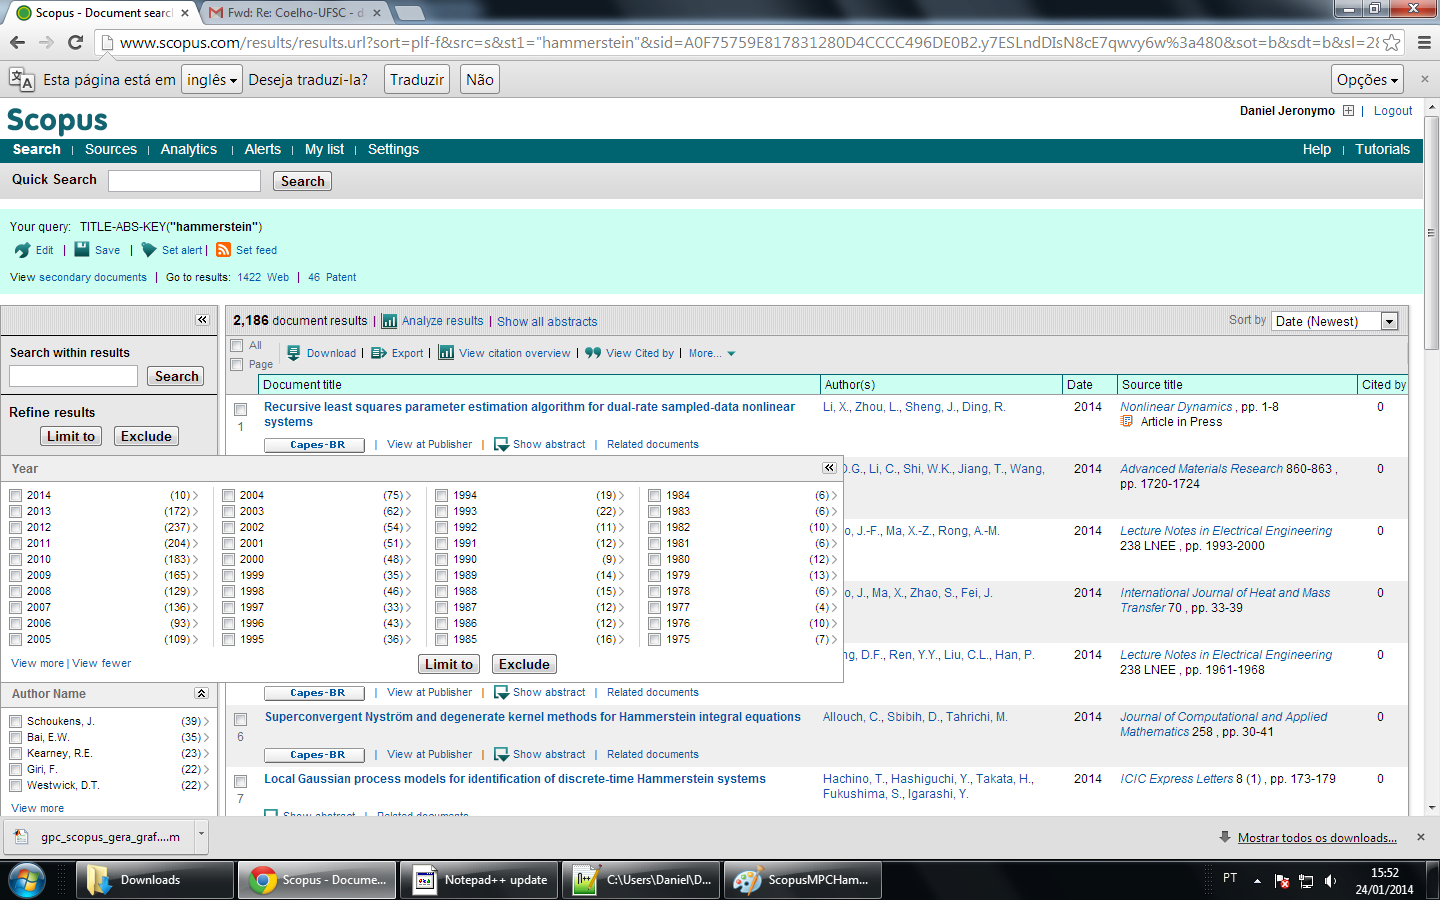 Scopus - Document searc
Fwd: Re: Coelho-UFSC - d
www.scopus.com/results/results.url?sort=plf-f&src=s&st1="hammerstein"&sid=A0F75759E817831280D4CCCC496DE0B2.y7ESLndDIsN8cE7qwvy6w%3a480&sot=b&sdt=b&sl=28
Esta página está em inglês Deseja traduzi-la? Traduzir Não Opções
Scopus
Daniel Jeronymo | Logout
Search | Sources | Analytics | Alerts | My list | Settings Help | Tutorials
Quick Search Search
Your query: TITLE-ABS-KEY("hammerstein")
Edit | Save | Set alert | Set feed
View secondary documents | Go to results: 1422 Web | 46 Patent
2,186 document results | Analyze results | Show all abstracts Sort by Date (Newest)
All
Page
Download | Export | View citation overview | View Cited by | More...
Search within results
Search
Refine results
Limit to Exclude
Document title Author(s) Date Source title Cited by
1 Recursive least squares parameter estimation algorithm for dual-rate sampled-data nonlinear
systems
Li, X., Zhou, L., Sheng, J., Ding, R. 2014 Nonlinear Dynamics , pp. 1-8 0
Article in Press
Capes-BR | View at Publisher | Show abstract | Related documents
Year
2014 (10) 2004 (75) 1994 (19) 1984 (6)
2013 (172) 2003 (62) 1993 (22) 1983 (6)
2012 (237) 2002 (54) 1992 (11) 1982 (10)
2011 (204) 2001 (51) 1991 (12) 1981 (6)
2010 (183) 2000 (48) 1990 (9) 1980 (12)
2009 (165) 1999 (35) 1989 (14) 1979 (13)
2008 (129) 1998 (46) 1988 (15) 1978 (6)
2007 (136) 1997 (33) 1987 (12) 1977 (4)
2006 (93) 1996 (43) 1986 (12) 1976 (10)
2005 (109) 1995 (36) 1985 (16) 1975 (7)
View more | View fewer Limit to Exclude
Li, C., Shi, W.K., Jiang, T., Wang, 2014 Advanced Materials Research 860-863 , 0
pp. 1720-1724
J.-F., Ma, X.-Z., Rong, A.-M. 2014 Lecture Notes in Electrical Engineering 0
238 LNEE , pp. 1993-2000
J., Ma, X., Zhao, S., Fei, J. 2014 International Journal of Heat and Mass 0
Transfer 70 , pp. 33-39
D.F., Ren, Y.Y., Liu, C.L., Han, P. 2014 Lecture Notes in Electrical Engineering 0
238 LNEE , pp. 1961-1968
Capes-BR | View at Publisher | Show abstract | Related documents
Author Name
Schoukens, J. (39)
Bai, E.W. (35)
Kearney, R.E. (23)
Giri, F. (22)
Westwick, D.T. (22)
View more
6 Superconvergent Nyström and degenerate kernel methods for Hammerstein integral equations
Allouch, C., Sbibih, D., Tahrichi, M. 2014 Journal of Computational and Applied 0
Mathematics 258 , pp. 30-41
Capes-BR | View at Publisher | Show abstract | Related documents
7 Local Gaussian process models for identification of discrete-time Hammerstein systems
Hachino, T., Hashiguchi, Y., Takata, H., 2014 ICIC Express Letters 8 (1) , pp. 173-179 0
Fukushima, S., Igarashi, Y.
Show abstract | Related documents
gpc_scopus_gera_graf....m Mostrar todos os downloads...
Downloads Scopus - Docume... Notepad++ update C:\Users\Daniel\D... ScopusMPCHam... PT 15:52
24/01/2014